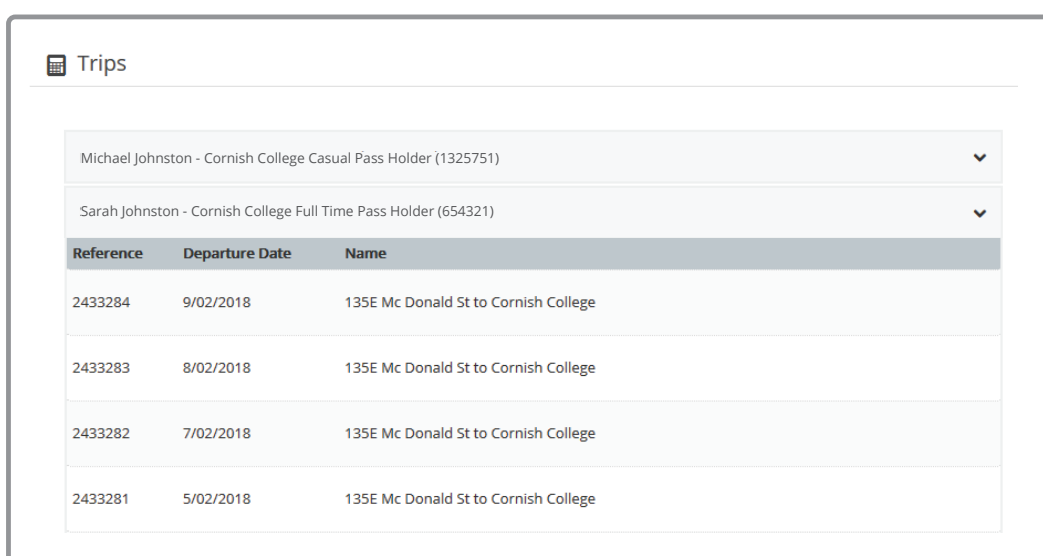 Trips
Michael Johnston - Cornish College Casual Pass Holder (1325751)
Sarah Johnston - Cornish College Full Time Pass Holder (654321)
Reference Departure Date Name
2433284 9/02/2018 135E Mc Donald St to Cornish College
2433283 8/02/2018 135E Mc Donald St to Cornish College
2433282 7/02/2018 135E Mc Donald St to Cornish College
2433281 5/02/2018 135E Mc Donald St to Cornish College